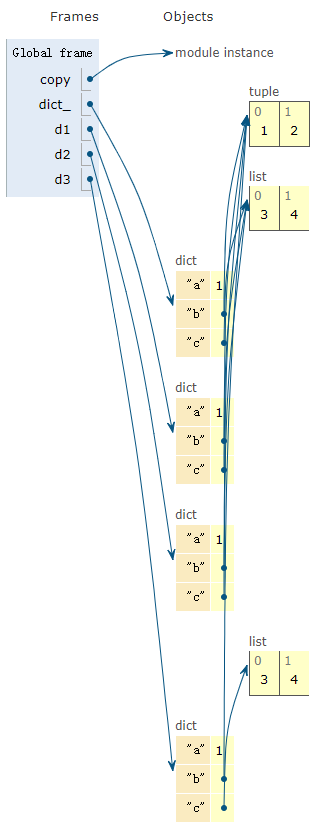 Frames Objects
Global frame
copy
module instance
dict_
d1
d2
d3
tuple
0 1
1 2
list
0 1
3 4
dict
"a" 1
"b"
"c"
dict
"a" 1
"b"
"c"
dict
"a" 1
"b"
"c"
list
0 1
3 4
dict
"a" 1
"b"
"c"